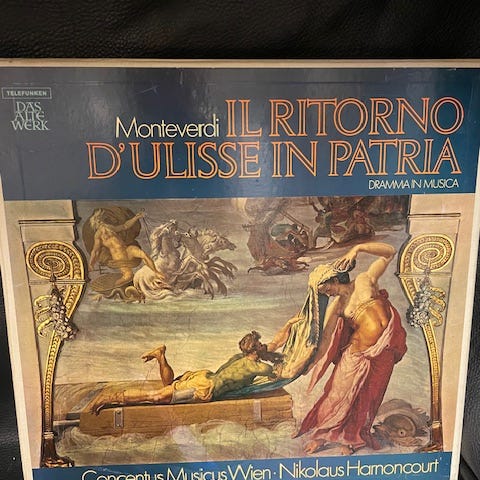 TELEFUNKEN
DAS
ALTE
WERK
Monteverdi IL RITORNO
D'ULISSE IN PATRIA
DRAMMA IN MUSICA
Concentus Musicus Wien · Nikolaus Harnoncourt